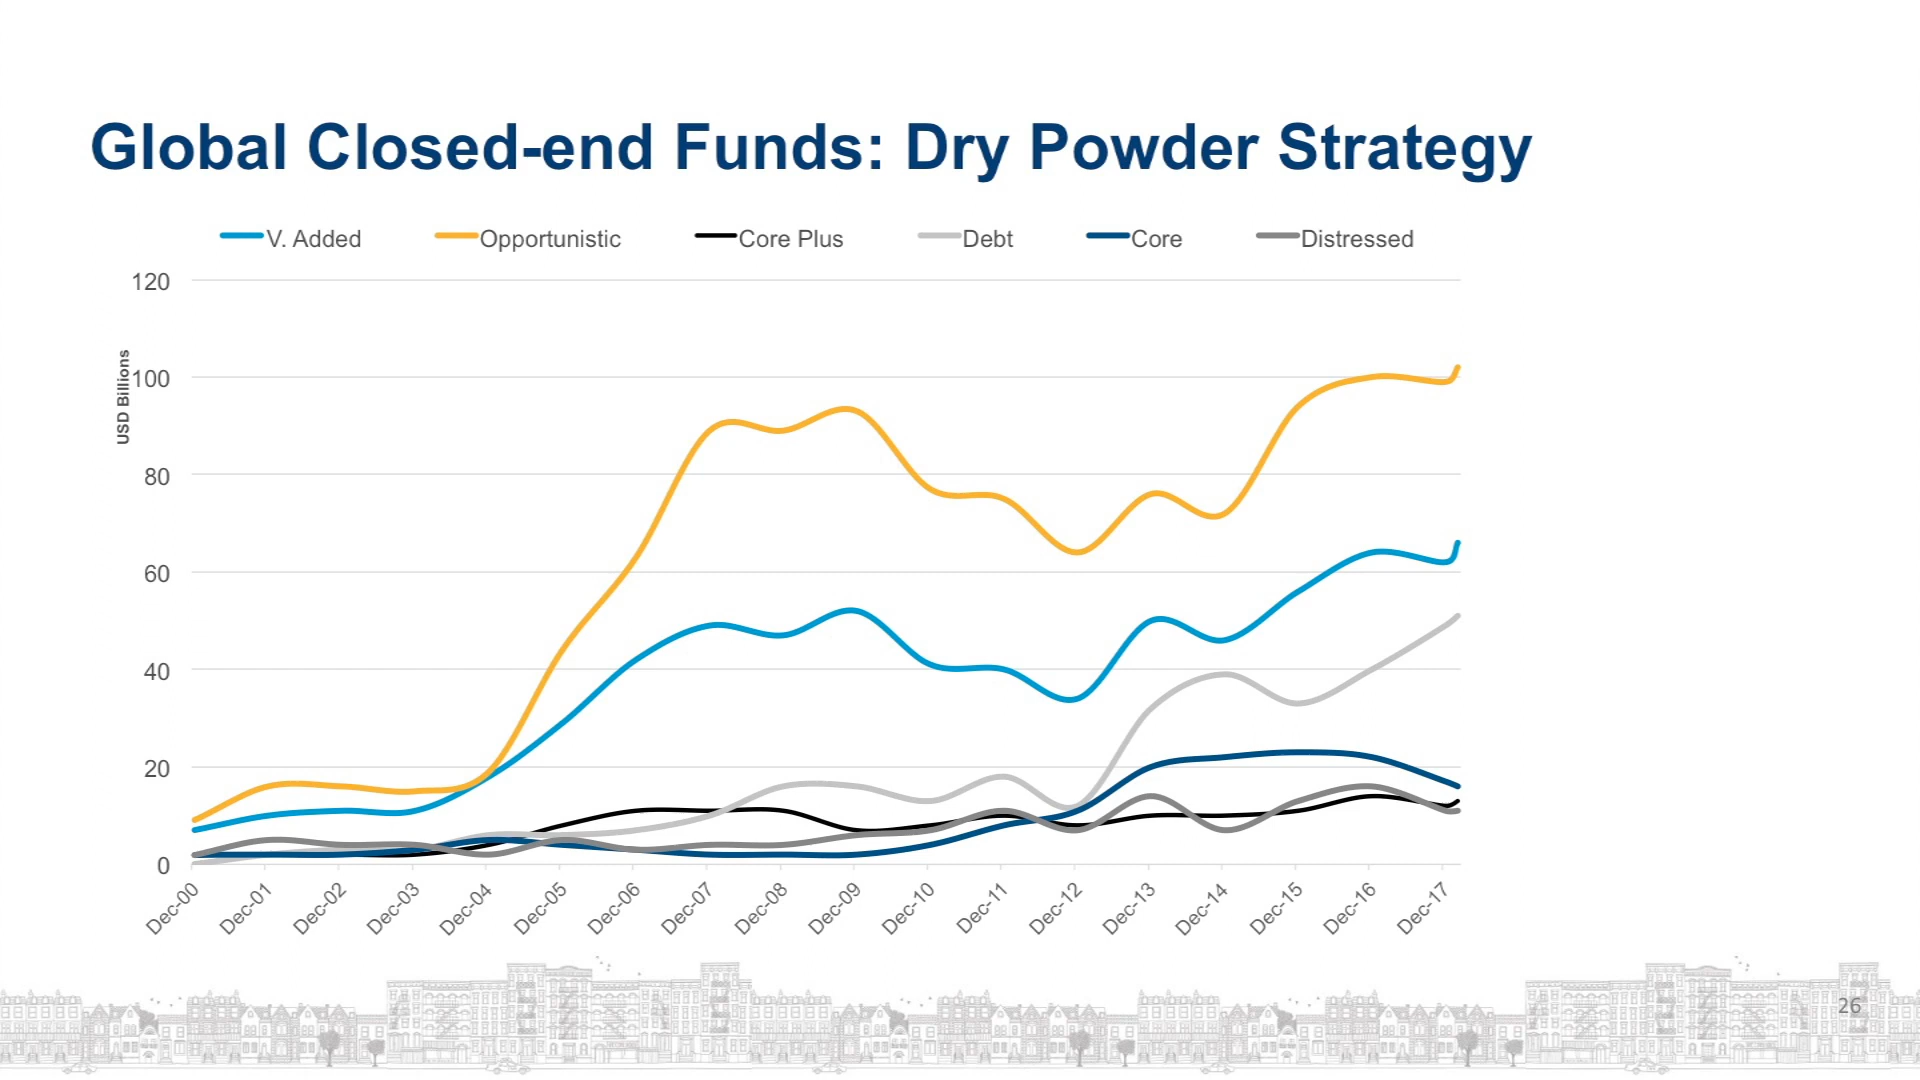 Global Closed-end Funds: Dry Powder Strategy
V. Added Opportunistic Core Plus Debt Core Distressed
USD Billions
120
100
80
60
40
20
0
Dec-00 Dec-01 Dec-02 Dec-03 Dec-04 Dec-05 Dec-06 Dec-07 Dec-08 Dec-09 Dec-10 Dec-11 Dec-12 Dec-13 Dec-14 Dec-15 Dec-16 Dec-17
26